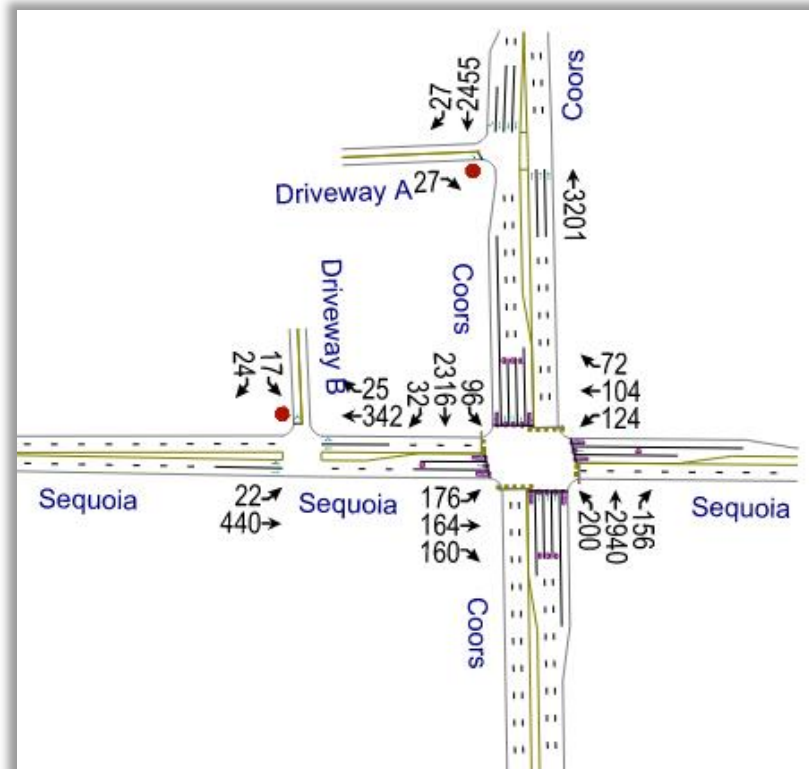 Coors
27
2455
Driveway A
27
3201
Coors
Driveway B
24
17
25
342
32
2316
96
72
104
124
Sequoia
22
440
Sequoia
176
164
160
200
2940
156
Sequoia
Coors